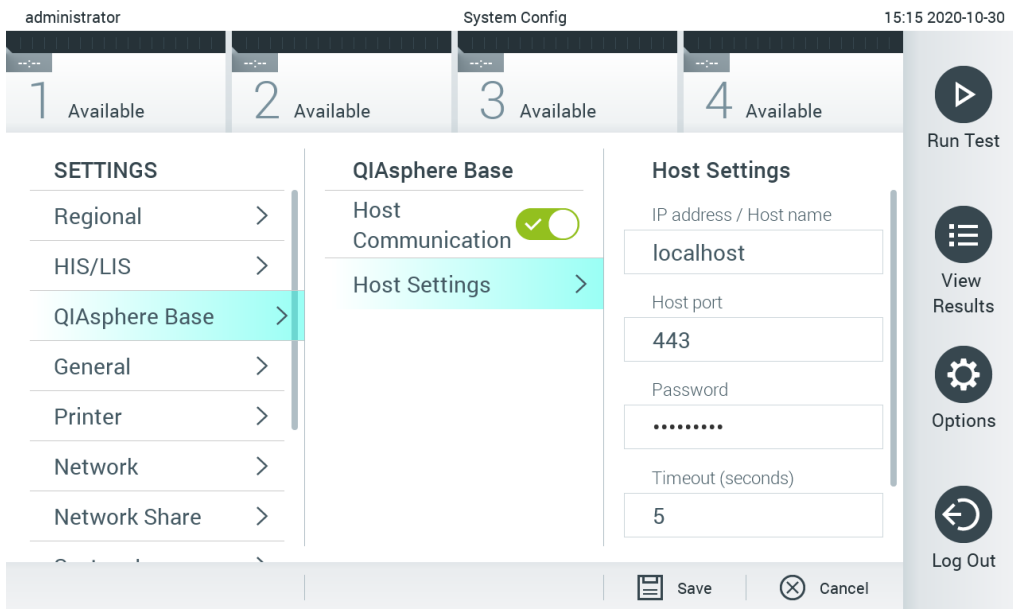 administrator System Config 15:15 2020-10-30
--:-- --:-- --:-- --:--
1 Available 2 Available 3 Available 4 Available
Run Test
View
Results
Options
Log Out
SETTINGS
Regional
HIS/LIS
QIAsphere Base
General
Printer
Network
Network Share
QIAsphere Base
Host
Communication
Host Settings
Host Settings
IP address / Host name
localhost
Host port
443
Password
•••••••••
Timeout (seconds)
5
Save Cancel